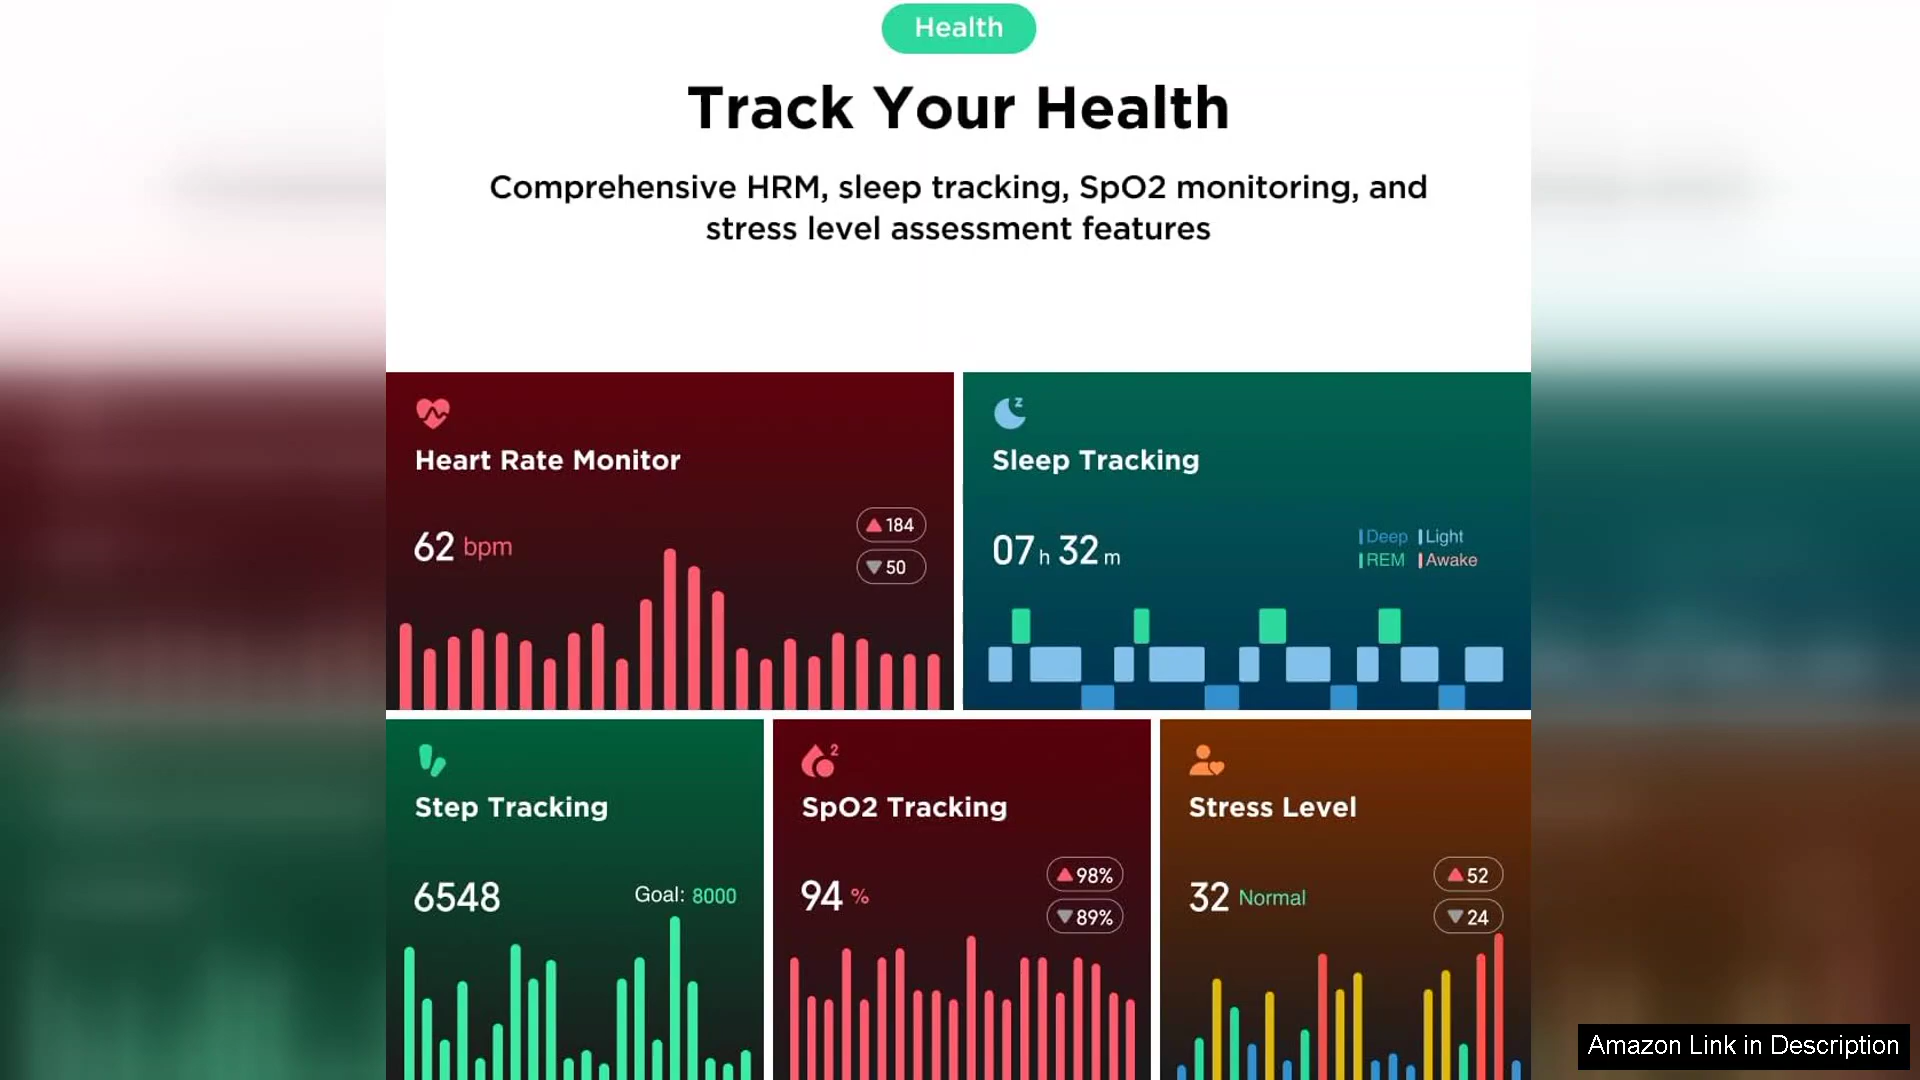 Health
Track Your Health
Comprehensive HRM, sleep tracking, SpO2 monitoring, and
stress level assessment features
Heart Rate Monitor
62 bpm
184
50
Sleep Tracking
07 h 32 m
Deep Light
REM Awake
Step Tracking
6548
Goal: 8000
SpO2 Tracking
94 %
98%
89%
Stress Level
32 Normal
52
24
Amazon Link in Description